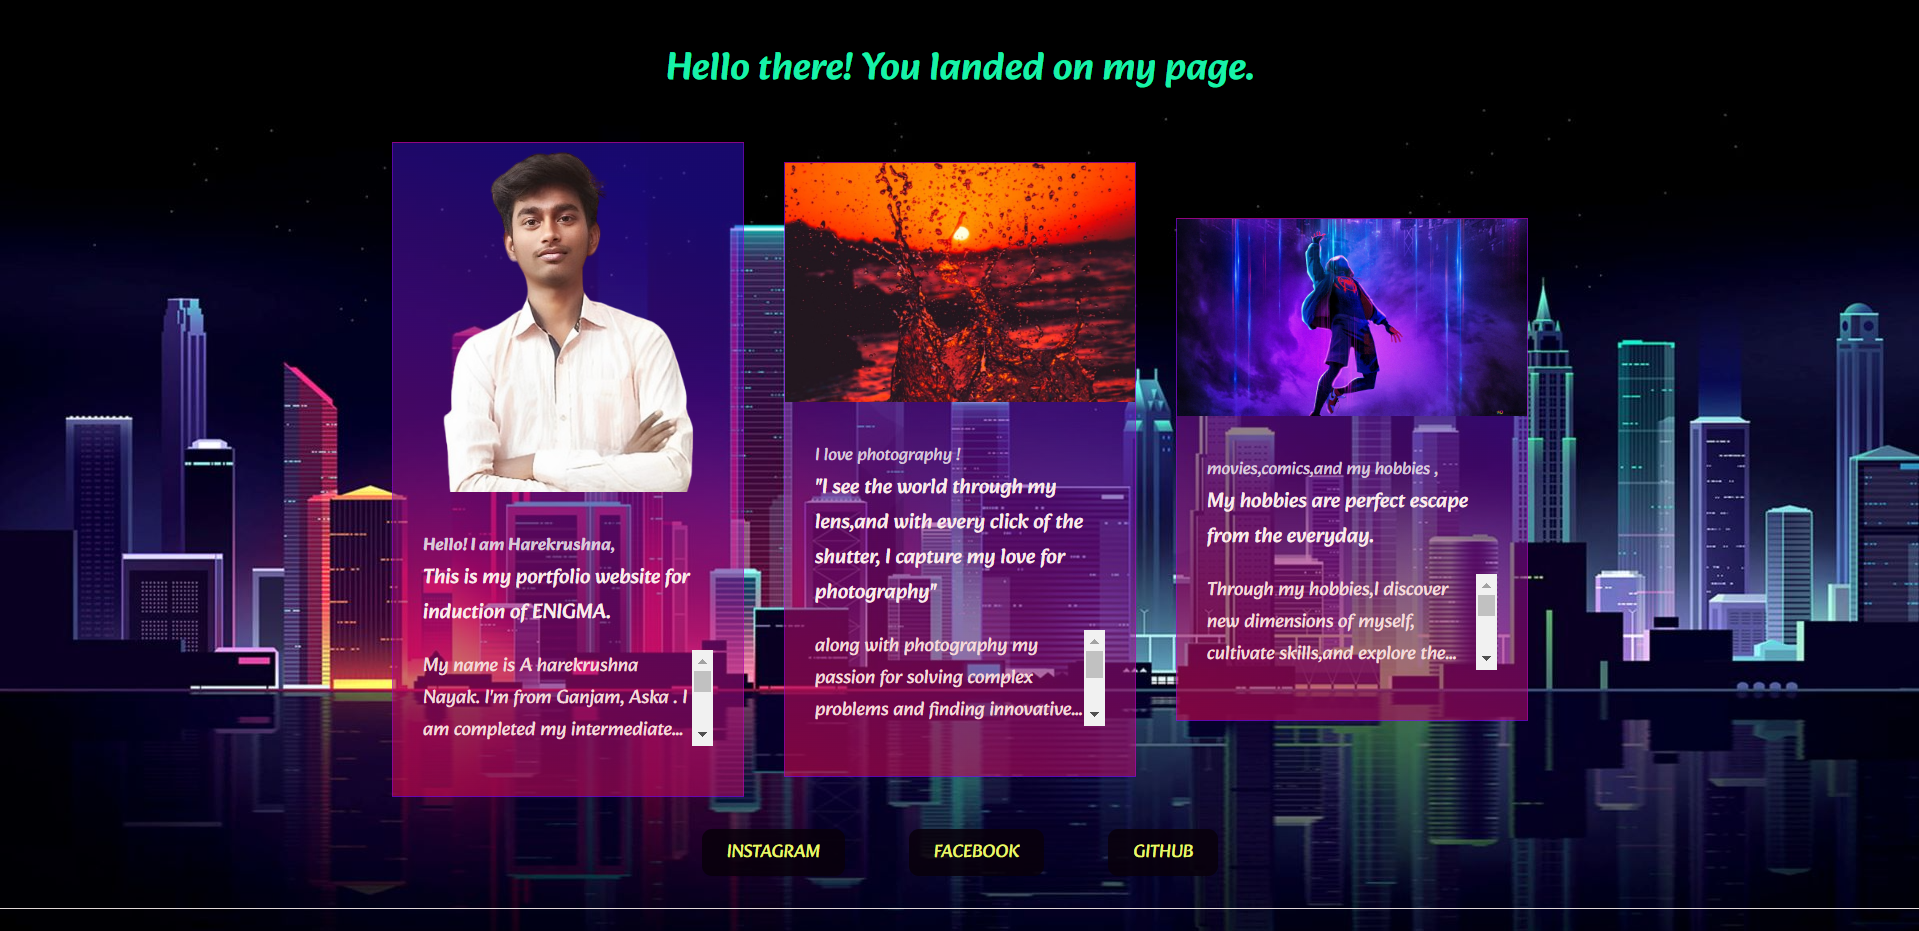 Hello there! You landed on my page.
Hello! I am Harekrushna,
This is my portfolio website for
induction of ENIGMA.
My name is A harekrushna
Nayak. I'm from Ganjam, Aska . I
am completed my intermediate...
I love photography !
"I see the world through my
lens,and with every click of the
shutter, I capture my love for
photography"
along with photography my
passion for solving complex
problems and finding innovative...
movies,comics,and my hobbies ,
My hobbies are perfect escape
from the everyday.
Through my hobbies,I discover
new dimensions of myself,
cultivate skills,and explore the...
INSTAGRAM
FACEBOOK
GITHUB